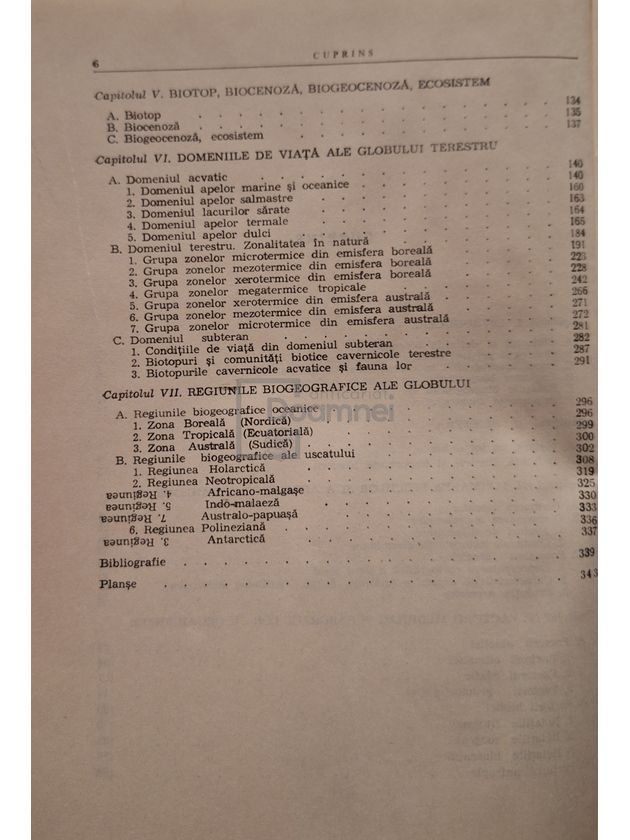 6 CUPRINS
Capitolul V. BIOTOP, BIOCENOZĂ, BIOGEOCENOZĂ, ECOSISTEM
A. Biotop . . . . . . . . . . 134
B. Biocenoză . . . . . . . . . . 135
C. Biogeocenoză, ecosistem . . . . . . . . 137
Capitolul VI. DOMENIILE DE VIAȚĂ ALE GLOBULUI TERESTRU
A. Domeniul acvatic . . . . . . . . . 140
1. Domeniul apelor marine și oceanice . . . . . . 140
2. Domeniul apelor salmastre . . . . . . . 160
3. Domeniul lacurilor sărate . . . . . . . 163
4. Domeniul apelor termale . . . . . . . 164
5. Domeniul apelor dulci . . . . . . . 165
B. Domeniul terestru. Zonalitatea în natură . . . . . 184
1. Grupa zonelor microtermice din emisfera boreală . . . 191
2. Grupa zonelor mezotermice din emisfera boreală . . . 223
3. Grupa zonelor xerotermice din emisfera boreală . . . 228
4. Grupa zonelor megatermice tropicale . . . . . 242
5. Grupa zonelor xerotermice din emisfera australă . . . 266
6. Grupa zonelor mezotermice din emisfera australă . . . 271
7. Grupa zonelor microtermice din emisfera australă . . . 272
C. Domeniul subteran . . . . . . . . 281
1. Condițiile de viață din domeniul subteran . . . . 282
2. Biotopuri și comunități biotice cavernicole terestre . . . 287
3. Biotopurile cavernicole acvatice și fauna lor . . . . 291
Capitolul VII. REGIUNILE BIOGEOGRAFICE ALE GLOBULUI
A. Regiunile biogeografice oceanice . . . . . . 296
1. Zona Boreală (Nordică) . . . . . . . 296
2. Zona Tropicală (Ecuatorială) . . . . . . . 299
3. Zona Australă (Sudică) . . . . . . . 300
B. Regiunile biogeografice ale uscatului . . . . . 302
1. Regiunea Holarctică . . . . . . . . 308
2. Regiunea Neotropicală . . . . . . . . 319
4. Regiunea Africano-malgașe . . . . . . . 325
5. Regiunea Indo-malaeză . . . . . . . 330
7. Regiunea Australo-papuașă . . . . . . . 333
6. Regiunea Polineziană . . . . . . . . 336
3. Regiunea Antarctică . . . . . . . . 337
Bibliografie . . . . . . . . . . 339
Planșe . . . . . . . . . . 343
anticariat
Doamnei